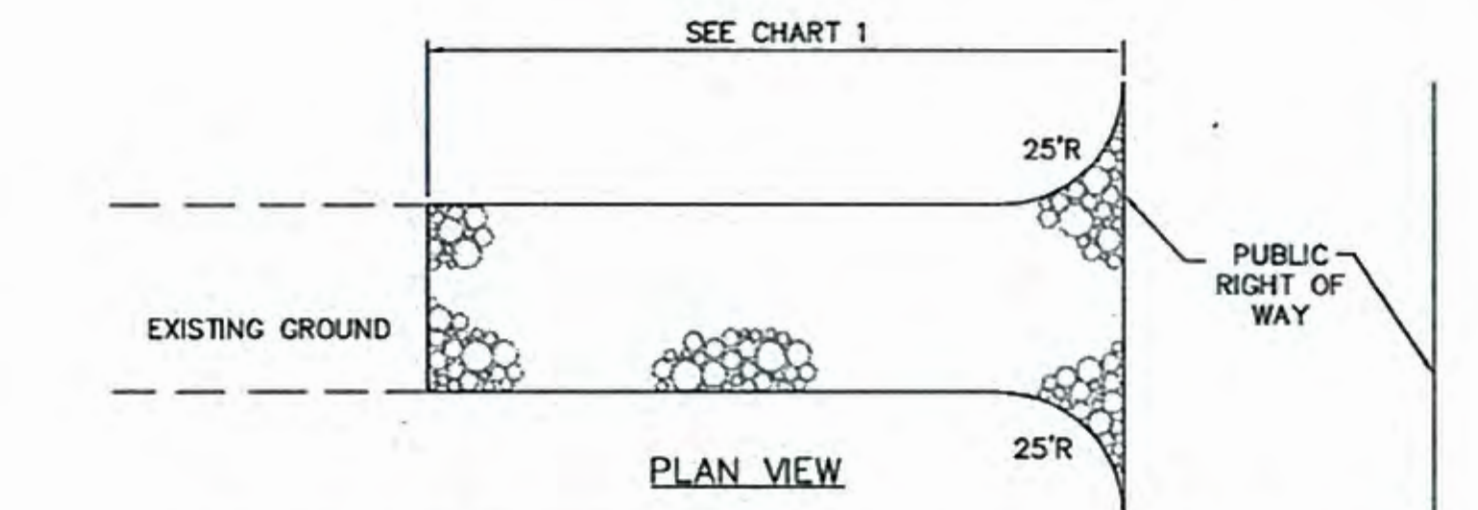 SEE CHART 1
25'R
PUBLIC
RIGHT OF
WAY
EXISTING GROUND
25'R
PLAN VIEW